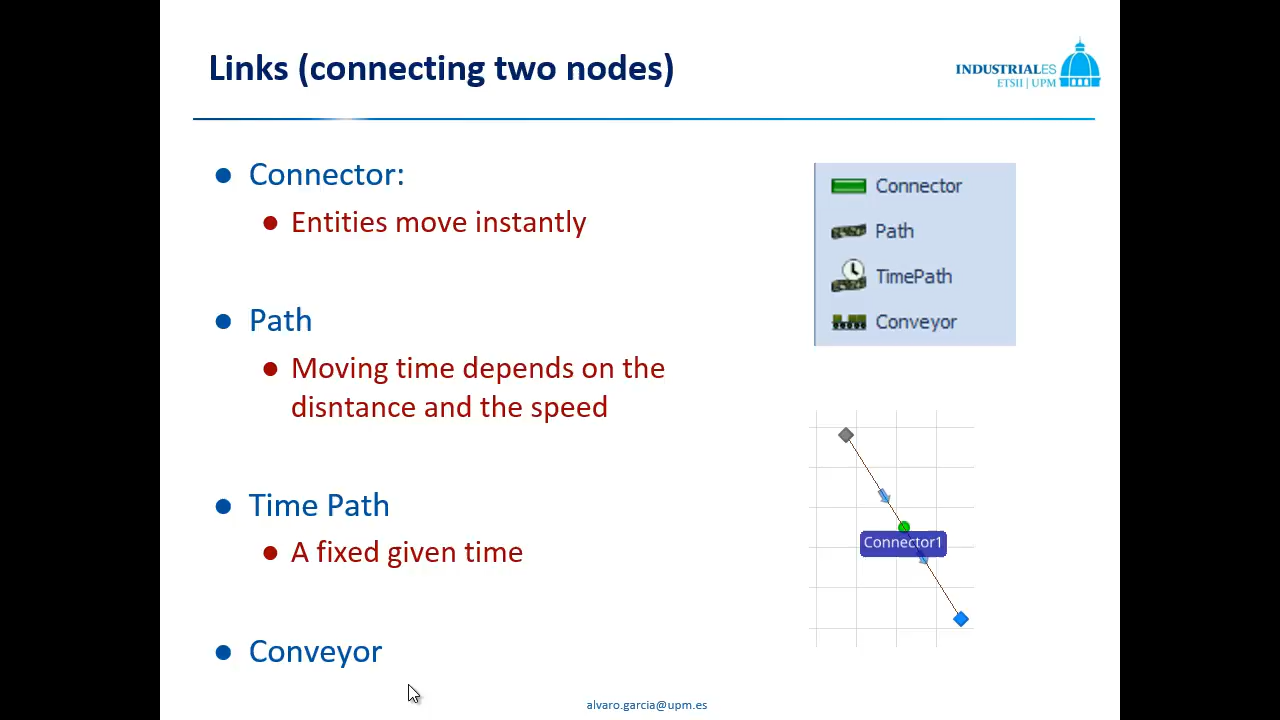 Links (connecting two nodes)
INDUSTRIALES
ETSII | UPM
Connector:
Entities move instantly
Path
Moving time depends on the
disntance and the speed
Time Path
A fixed given time
Conveyor
Connector
Path
TimePath
Conveyor
Connector1
alvaro.garcia@upm.es